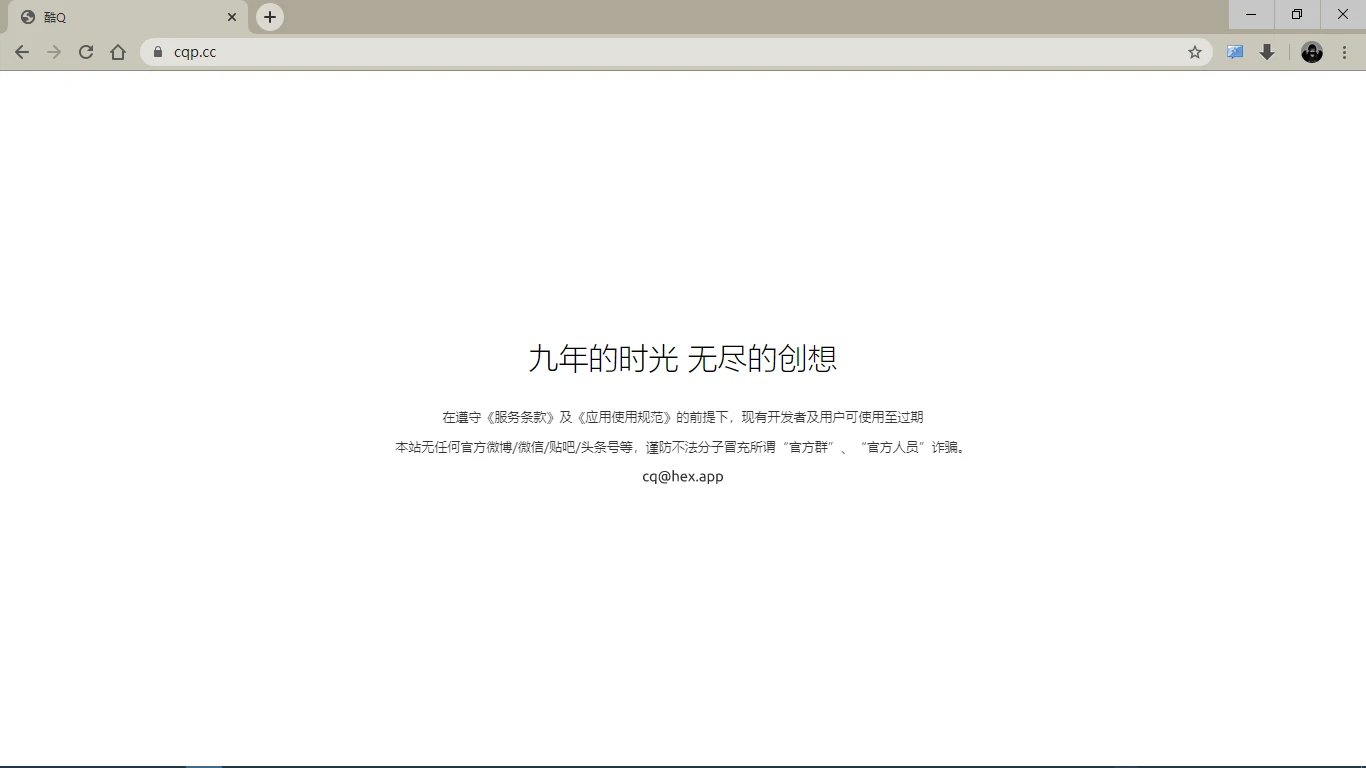 酷Q
cqp.cc
九年的时光 无尽的创想
在遵守《服务条款》及《应用使用规范》的前提下，现有开发者及用户可使用至过期
本站无任何官方微博/微信/贴吧/头条号等，谨防不法分子冒充所谓“官方群”、“官方人员”诈骗。
cq@hex.app